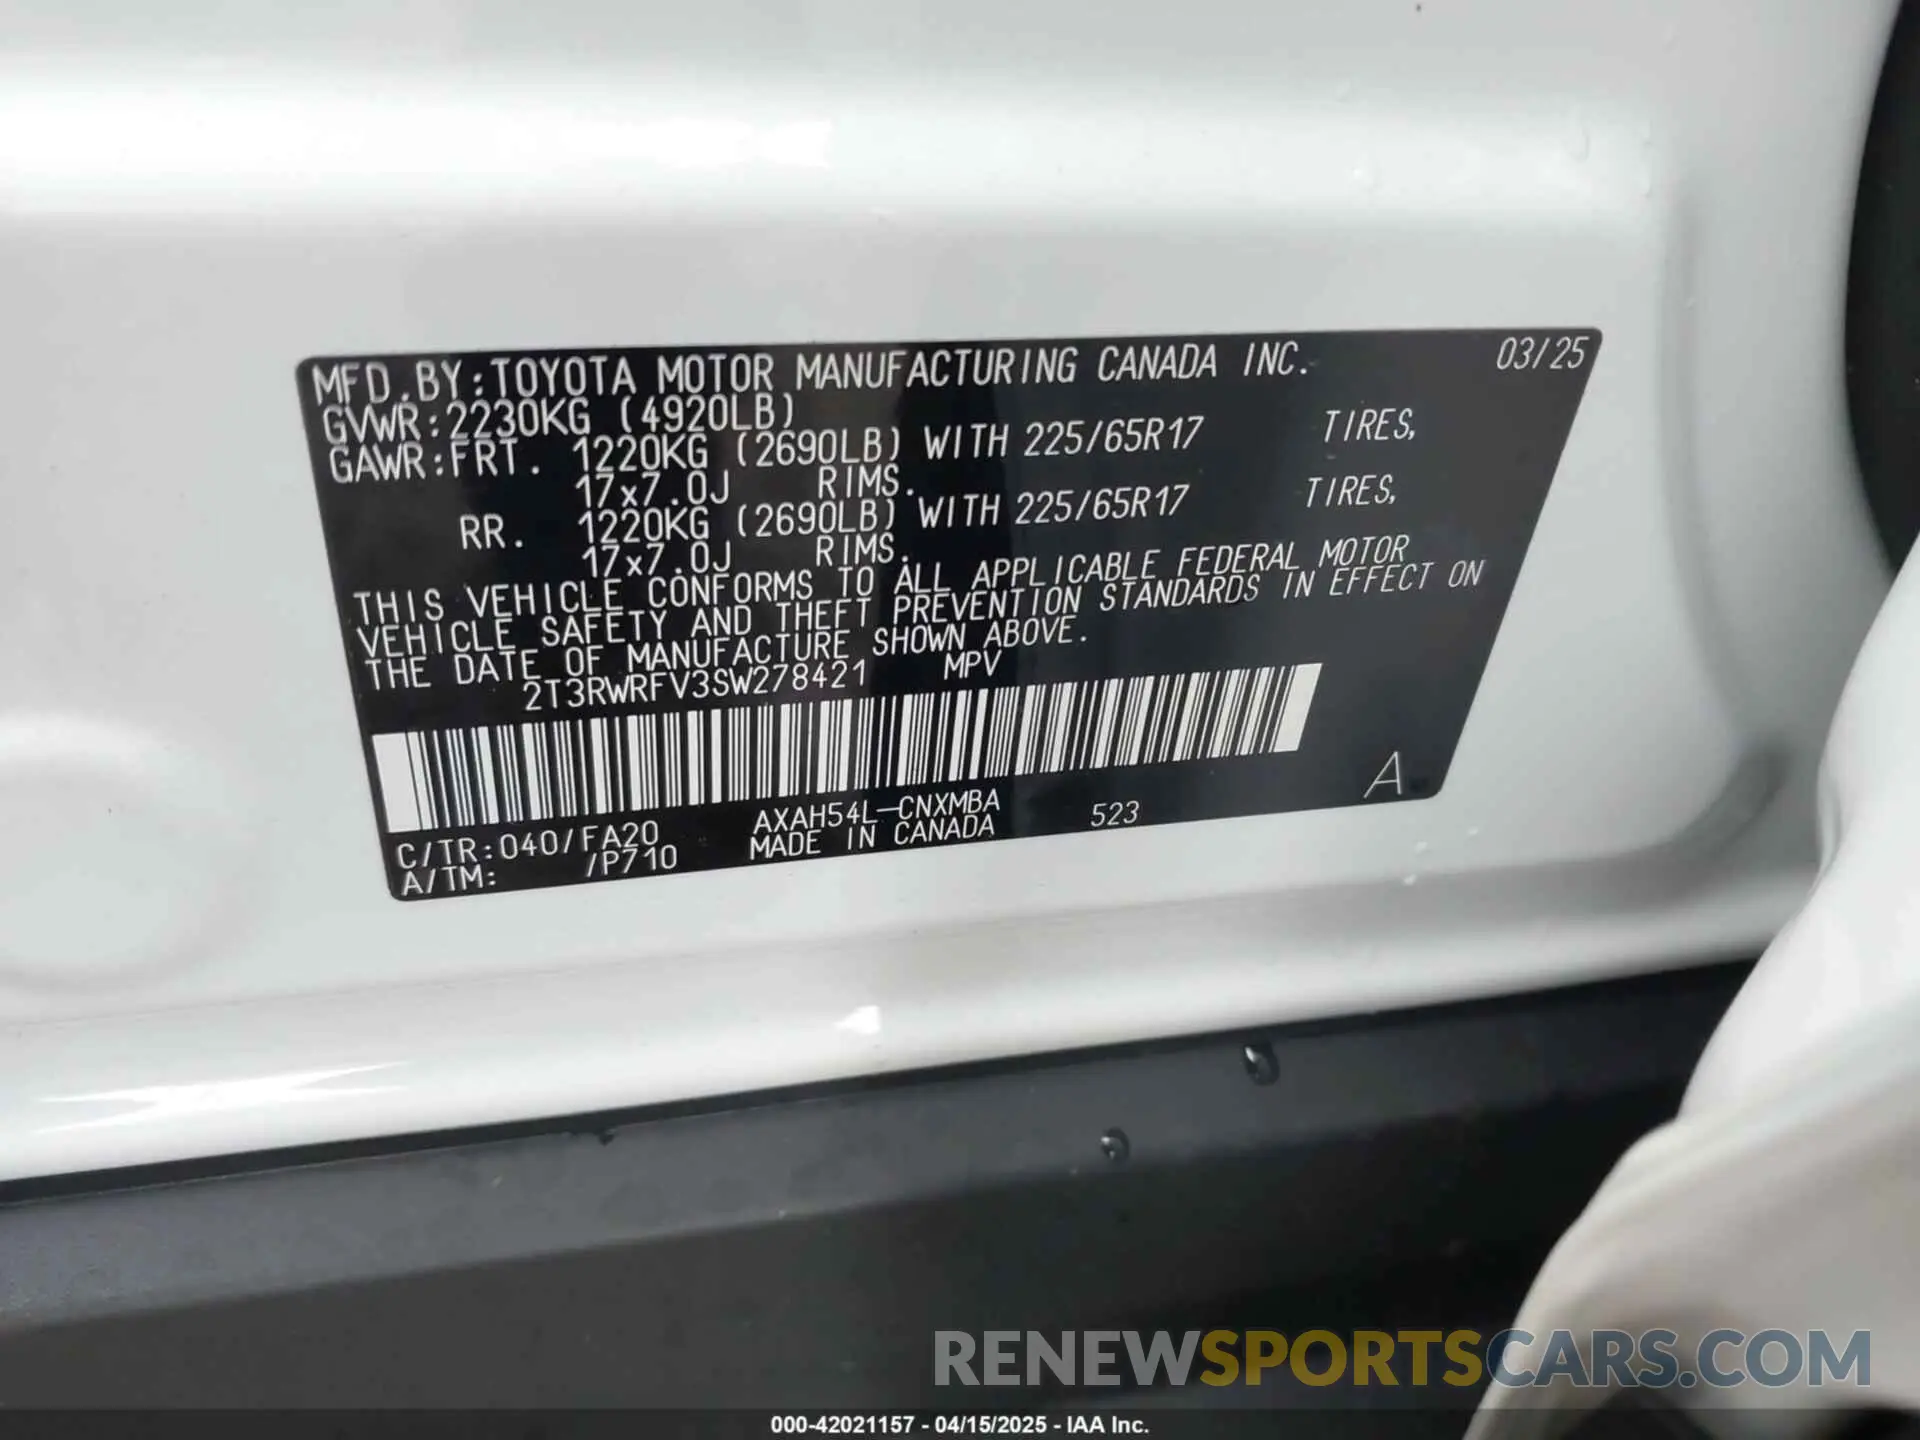 MFD.BY:TOYOTA MOTOR MANUFACTURING CANADA INC. 03/25
GVWR:2230KG (4920LB)
GAWR:FRT. 1220KG (2690LB) WITH 225/65R17 TIRES,
17x7.0J RIMS.
RR. 1220KG (2690LB) WITH 225/65R17 TIRES,
17x7.0J RIMS.
THIS VEHICLE CONFORMS TO ALL APPLICABLE FEDERAL MOTOR
VEHICLE SAFETY AND THEFT PREVENTION STANDARDS IN EFFECT ON
THE DATE OF MANUFACTURE SHOWN ABOVE.
2T3RWRFV3SW278421 MPV
A
AXAH54L-CNXMBA 523
C/TR:040/FA20 MADE IN CANADA
A/TM: /P710
RENEWSPORTSCARS.COM
000-42021157 - 04/15/2025 - IAA Inc.